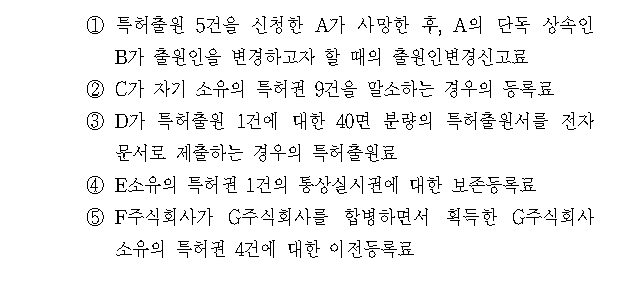 ① 특허출원 5건을 신청한 A가 사망한 후, A의 단독 상속인
B가 출원인을 변경하고자 할 때의 출원인변경신고료
② C가 자기 소유의 특허권 9건을 말소하는 경우의 등록료
③ D가 특허출원 1건에 대한 40면 분량의 특허출원서를 전자
문서로 제출하는 경우의 특허출원료
④ E소유의 특허권 1건의 통상실시권에 대한 보존등록료
⑤ F주식회사가 G주식회사를 합병하면서 획득한 G주식회사
소유의 특허권 4건에 대한 이전등록료